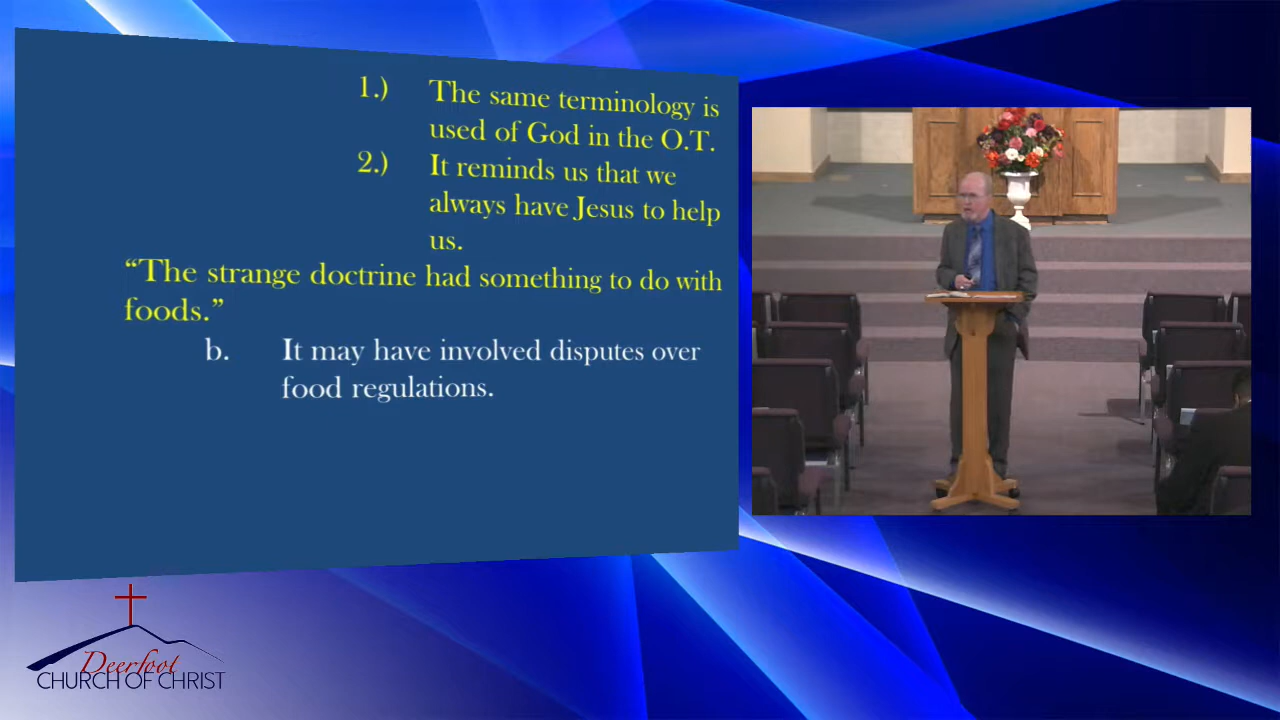 1.) The same terminology is
used of God in the O.T.
2.) It reminds us that we
always have Jesus to help
us.
“The strange doctrine had something to do with
foods.”
b. It may have involved disputes over
food regulations.
Deerfoot
CHURCH OF CHRIST